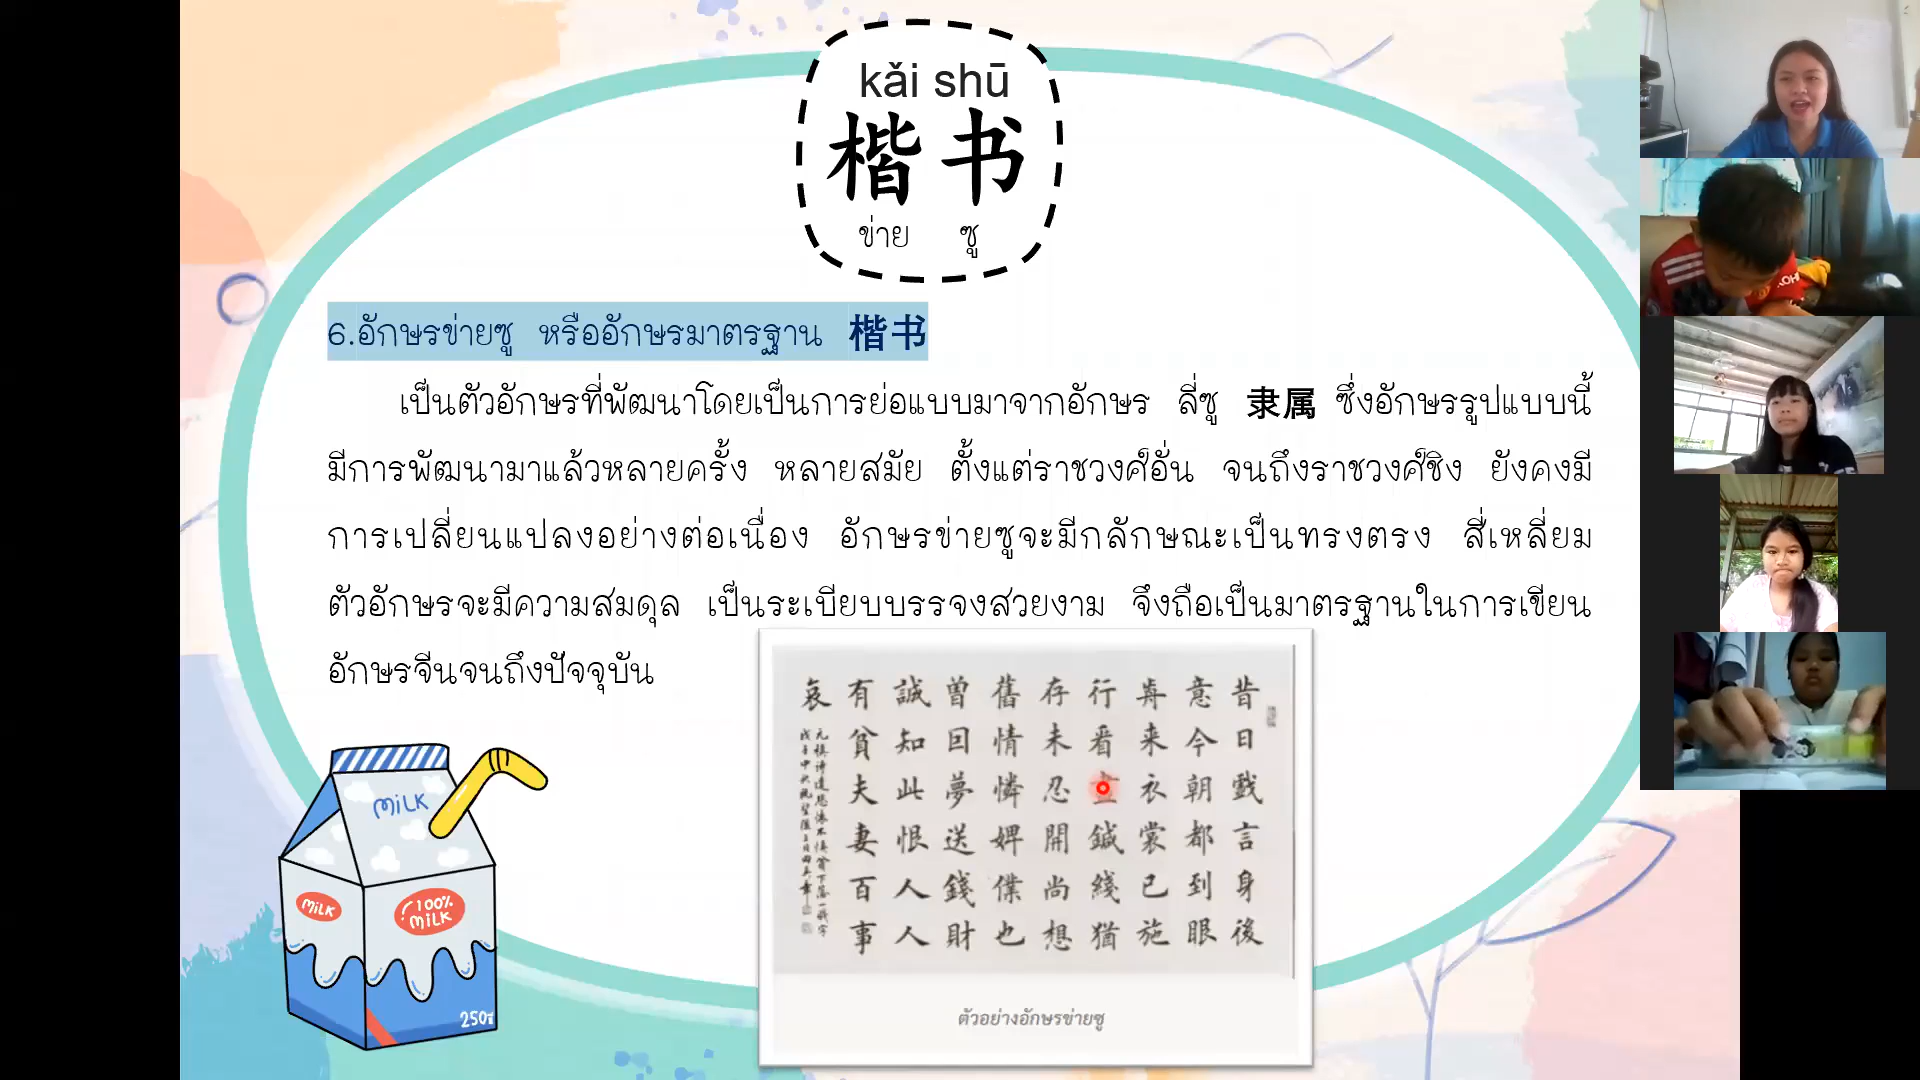 kǎi shū
楷书
ข่าย ซู
6.อักษรข่ายซู หรืออักษรมาตรฐาน 楷书
เป็นตัวอักษรที่พัฒนาโดยเป็นการย่อแบบมาจากอักษร ลี่ซู 隶属 ซึ่งอักษรรูปแบบนี้
มีการพัฒนามาแล้วหลายครั้ง หลายสมัย ตั้งแต่ราชวงศ์ฮั่น จนถึงราชวงศ์ชิง ยังคงมี
การเปลี่ยนแปลงอย่างต่อเนื่อง อักษรข่ายซูจะมีกลักษณะเป็นทรงตรง สี่เหลี่ยม
ตัวอักษรจะมีความสมดุล เป็นระเบียบบรรจงสวยงาม จึงถือเป็นมาตรฐานในการเขียน
อักษรจีนจนถึงปัจจุบัน
昔日戲言身後
意今朝都到眼
来衣裳已施
行看鍼綫猶
存未忍開尚想
舊情憐婢僕也
曽回夢送錢財
誠知此恨人人
有貧夫妻百事
哀
ตัวอย่างอักษรข่ายซู
MiLK
MiLK
100%
MiLK
250